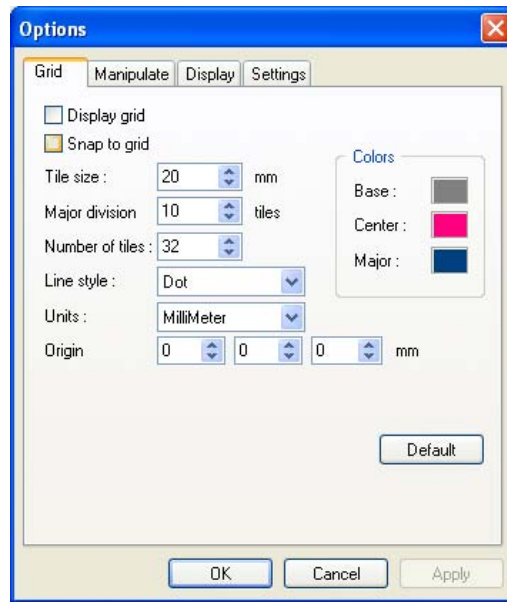 Options
Grid Manipulate Display Settings
Display grid
Snap to grid
Tile size : 20 mm
Major division 10 tiles
Number of tiles : 32
Line style : Dot
Units : MilliMeter
Origin 0 0 0 mm
Colors
Base :
Center :
Major :
Default
OK Cancel Apply